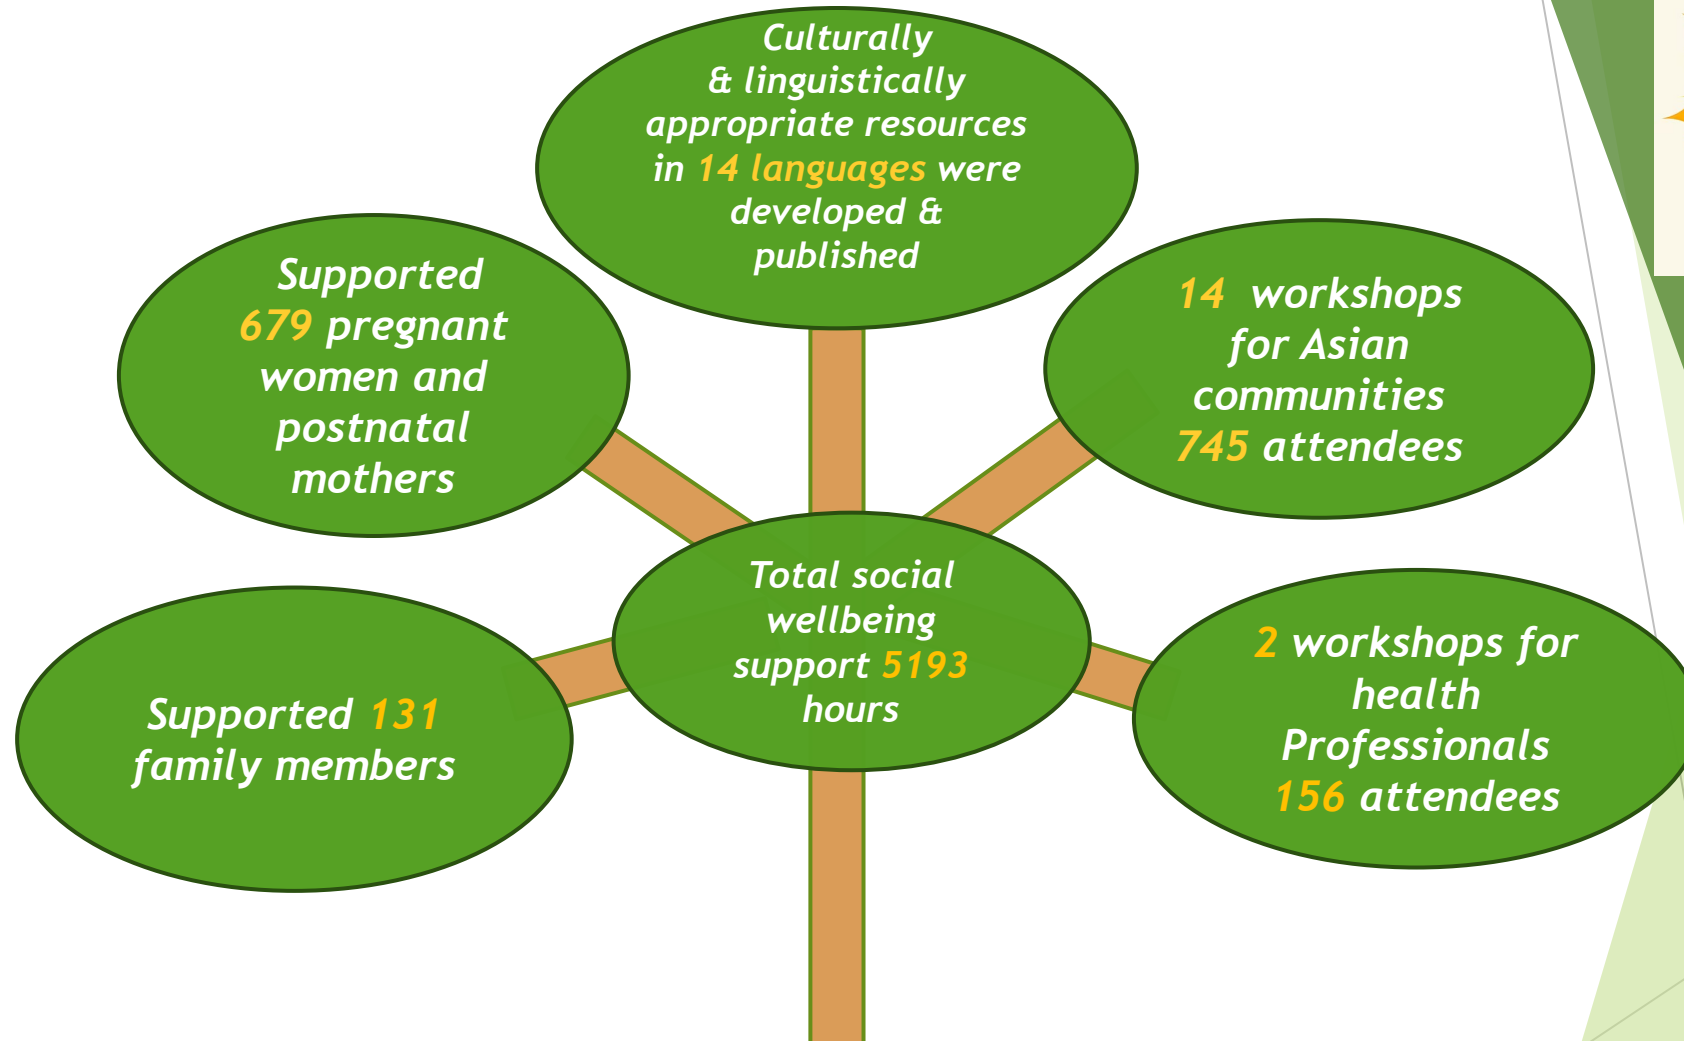 Culturally
& linguistically
appropriate resources
in 14 languages were
developed &
published
Supported
679 pregnant
women and
postnatal
mothers
14 workshops
for Asian
communities
745 attendees
Total social
wellbeing
support 5193
hours
Supported 131
family members
2 workshops for
health
Professionals
156 attendees